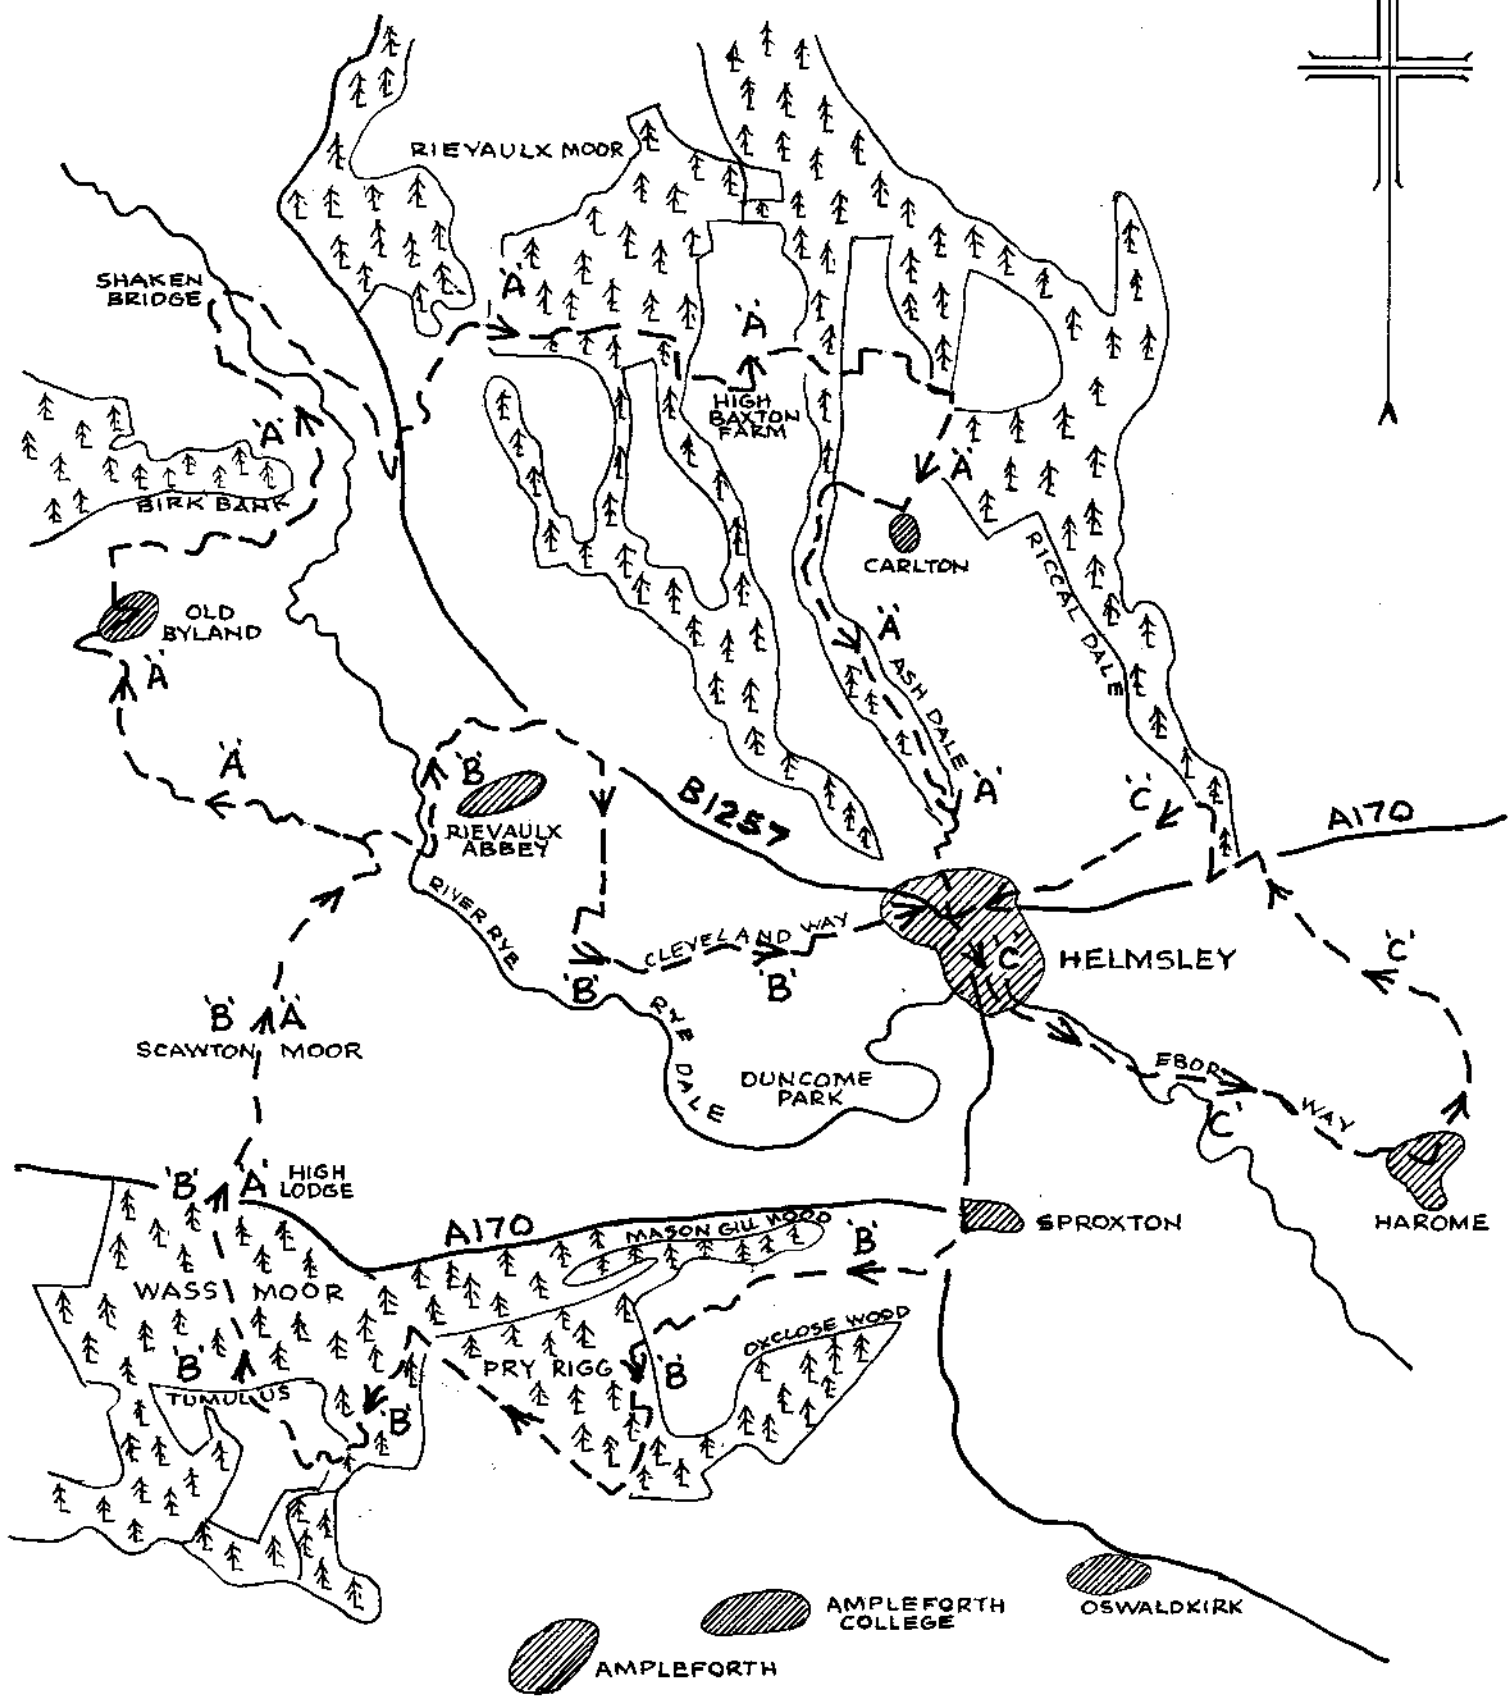 RIEVAULX MOOR
SHAKEN
BRIDGE
'A'
'A'
HIGH
BAXTON
FARM
'A'
BIRK BANK
'A'
CARLTON
RICCAL DALE
OLD
BYLAND
'A'
'A'
ASH DALE
'A'
'A'
'B'
RIEVAULX
ABBEY
B1257
'C'
A170
RIVER RYE
CLEVELAND WAY
'B'
'B'
'C'
HELMSLEY
'C'
'B' 'A'
SCAWTON MOOR
RYE DALE
DUNCOME
PARK
EBOR WAY
'C'
'B' 'A'
HIGH
LODGE
A170
MASON GILL WOOD
'B'
SPROXTON
HAROME
WASS MOOR
OXCLOSE WOOD
'B'
TUMULUS
PRY RIGG
'B'
'B'
AMPLEFORTH
COLLEGE
OSWALDKIRK
AMPLEFORTH